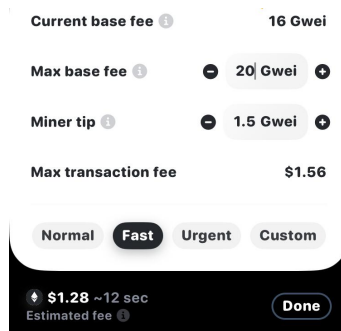 Current base fee 16 Gwei
Max base fee 20 Gwei
Miner tip 1.5 Gwei
Max transaction fee $1.56
Normal Fast Urgent Custom
$1.28 ~12 sec
Estimated fee
Done